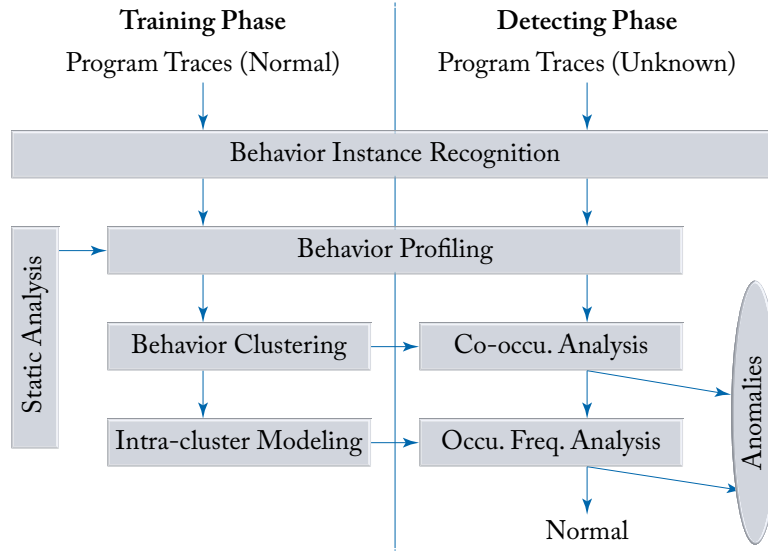 Training Phase
Detecting Phase
Program Traces (Normal)
Program Traces (Unknown)
Behavior Instance Recognition
Behavior Profiling
Static Analysis
Behavior Clustering
Co-occu. Analysis
Anomalies
Intra-cluster Modeling
Occu. Freq. Analysis
Normal